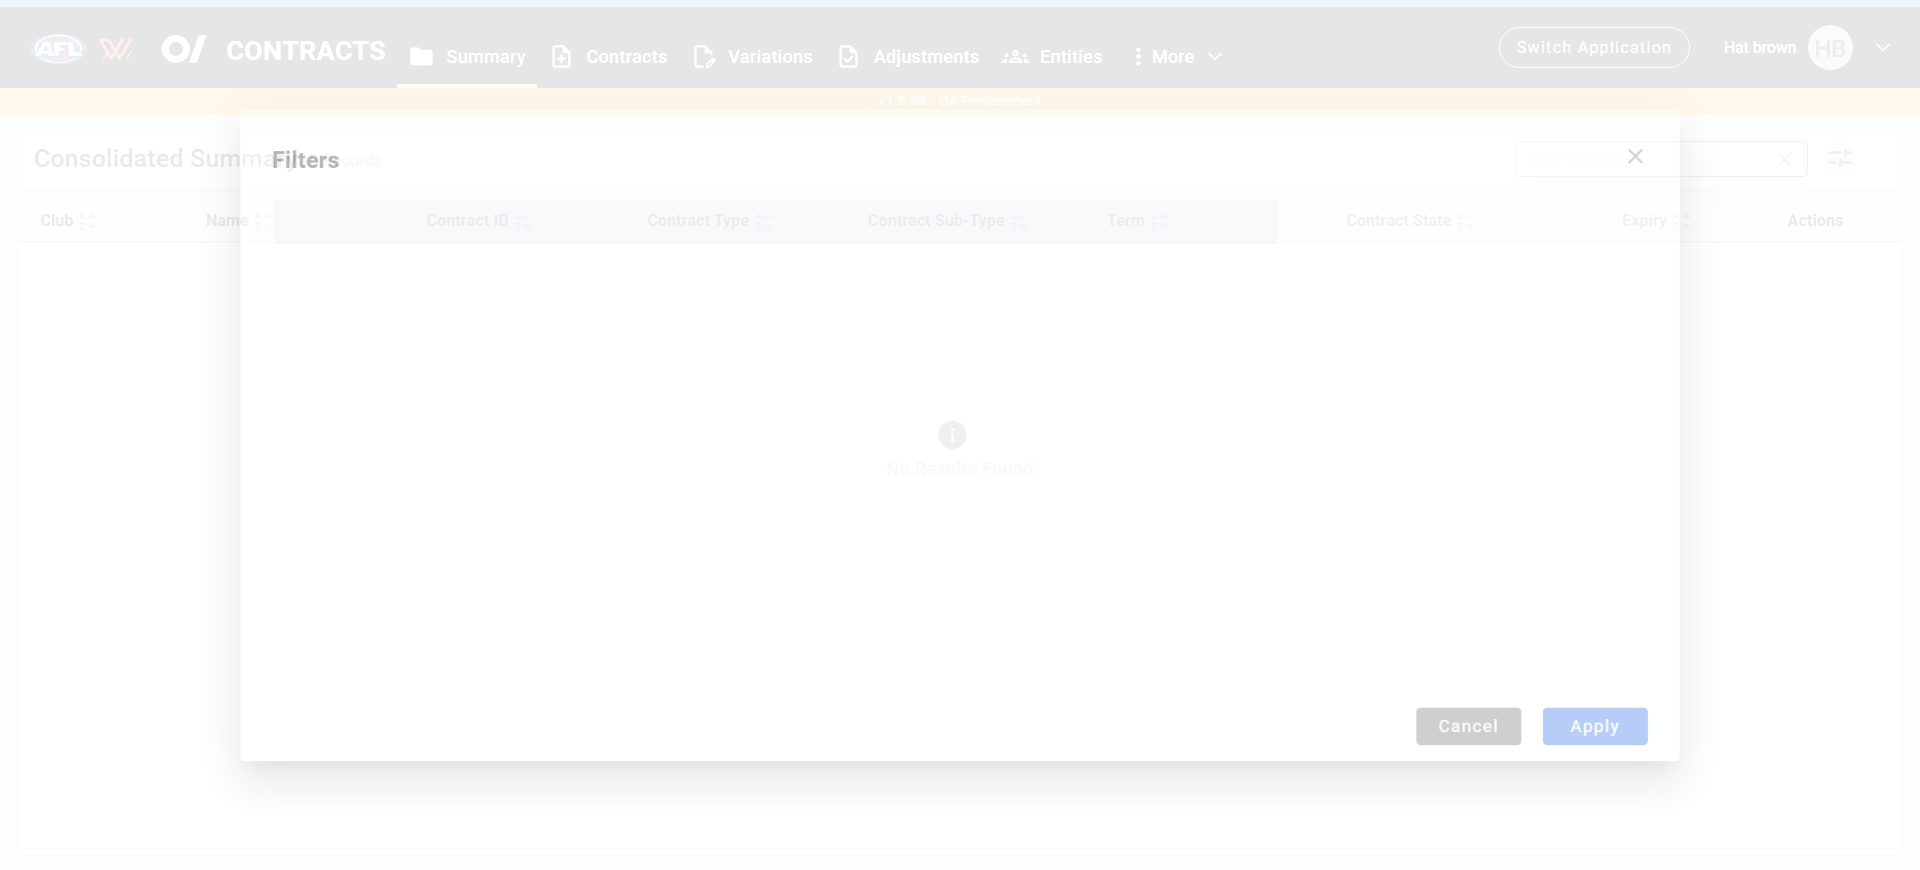 AFL W O/ CONTRACTS Summary Contracts Variations Adjustments Entities More Switch Application Hat brown HB
v1.0.98 - QA Environment
Consolidated Summa cords
Filters
Club Name Contract ID Contract Type Contract Sub-Type Term Contract State Expiry Actions
No Results Found
Cancel Apply